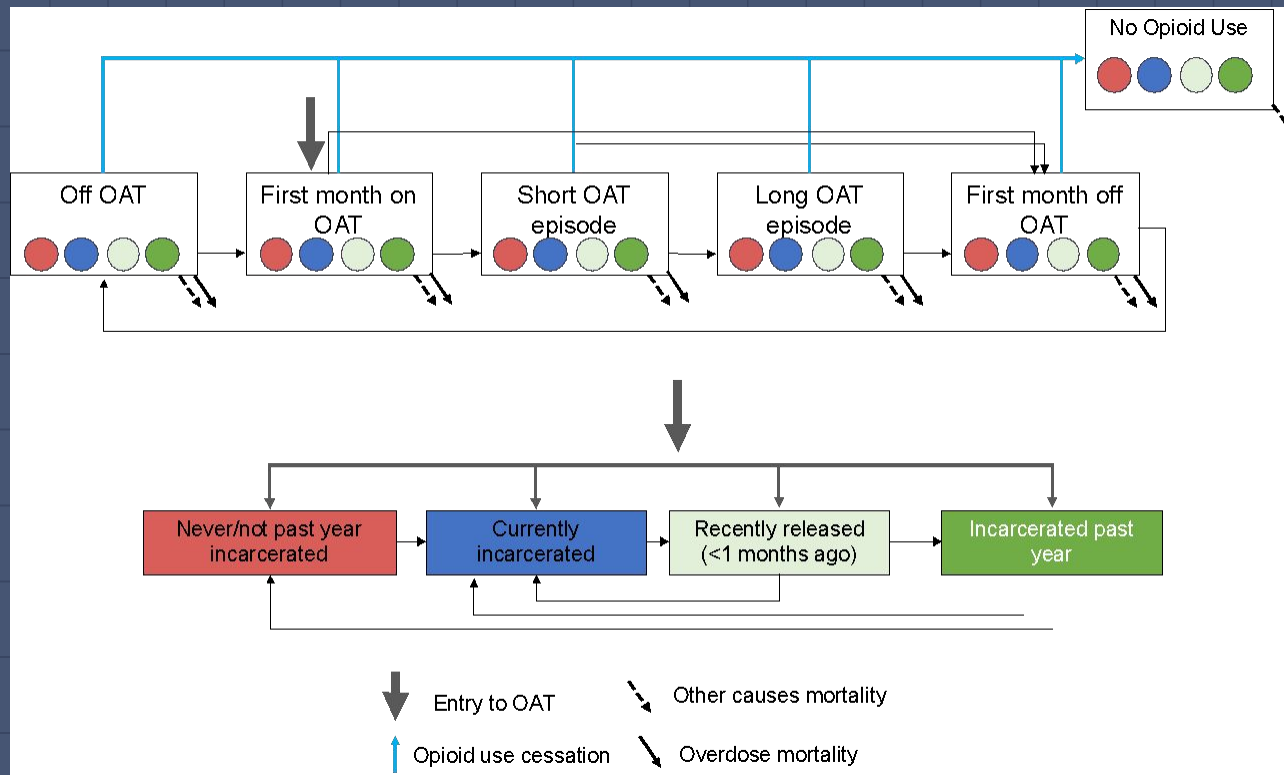 No Opioid Use
Off OAT
First month on
OAT
Short OAT
episode
Long OAT
episode
First month off
OAT
Never/not past year
incarcerated
Currently
incarcerated
Recently released
(<1 months ago)
Incarcerated past
year
Entry to OAT
Other causes mortality
Opioid use cessation
Overdose mortality